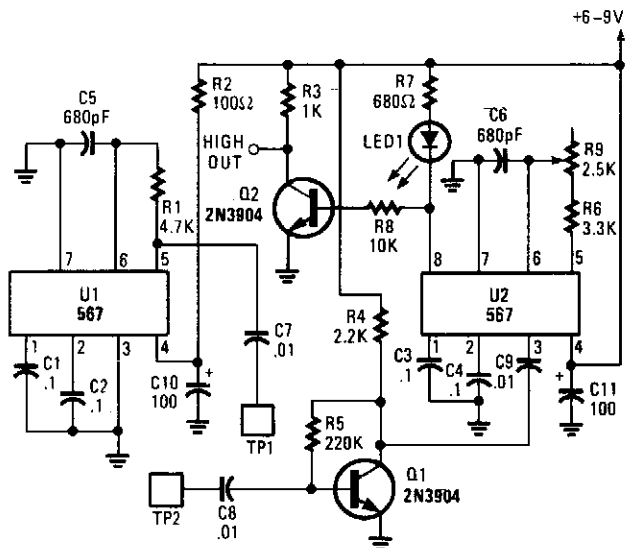 +6-9V
R2
100Ω
R3
1K
R7
680Ω
C5
680pF
C6
680pF
HIGH
OUT
LED1
R9
2.5K
Q2
2N3904
R1
4.7K
R8
10K
R6
3.3K
7 6 5
8 7 6 5
U1
567
U2
567
1 2 3 4
1 2 3 4
R4
2.2K
C7
.01
C1
.1
C2
.1
C10
100
+
C3
.1
C4
.1
C9
.01
+
C11
100
TP1
R5
220K
Q1
2N3904
TP2
C8
.01